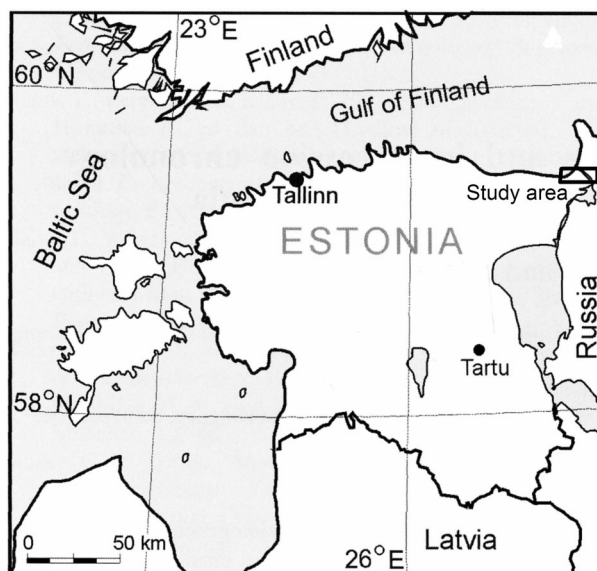 23°E
Finland
60°N
Gulf of Finland
Study area
Tallinn
Baltic Sea
ESTONIA
Russia
Tartu
58°N
Latvia
0 50 km
26°E